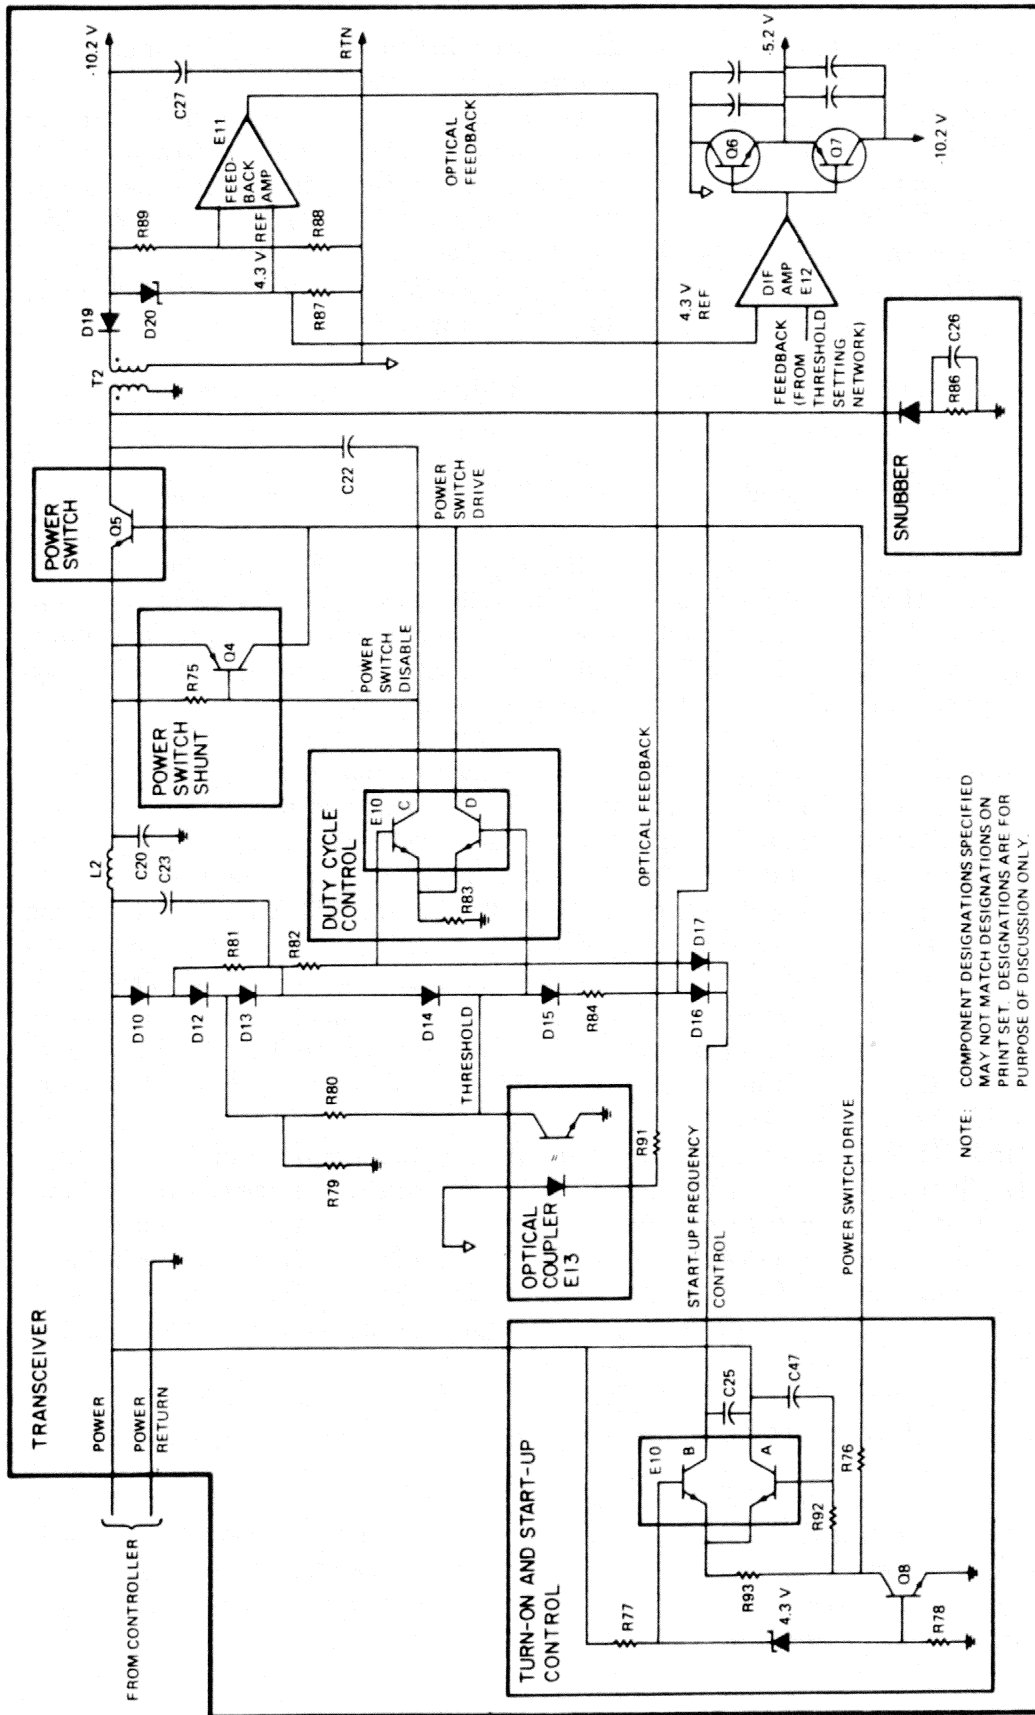 TRANSCEIVER
FROM CONTROLLER
POWER
POWER
RETURN
L2
C20
C23
POWER
SWITCH
SHUNT
R75
Q4
POWER
SWITCH
Q5
T2
D19
D20
R89
-10.2 V
C27
E11
FEED-
BACK
AMP
4.3 V REF
R87
R88
RTN
D10
D12
D13
R81
R82
DUTY CYCLE
CONTROL
E10
C
D
R83
POWER
SWITCH
DISABLE
C22
POWER
SWITCH
DRIVE
OPTICAL
FEEDBACK
R79
R80
THRESHOLD
D14
D15
R84
OPTICAL
COUPLER
E13
R91
OPTICAL FEEDBACK
D16
D17
START-UP FREQUENCY
CONTROL
POWER SWITCH DRIVE
4.3 V
REF
FEEDBACK
(FROM
THRESHOLD
SETTING
NETWORK)
DIF
AMP
E12
Q6
Q7
-5.2 V
-10.2 V
TURN-ON AND START-UP
CONTROL
R77
E10
B
A
C25
C47
R93
R92
R76
4.3 V
Q8
R78
SNUBBER
R86
C26
NOTE: COMPONENT DESIGNATIONS SPECIFIED
MAY NOT MATCH DESIGNATIONS ON
PRINT SET. DESIGNATIONS ARE FOR
PURPOSE OF DISCUSSION ONLY.